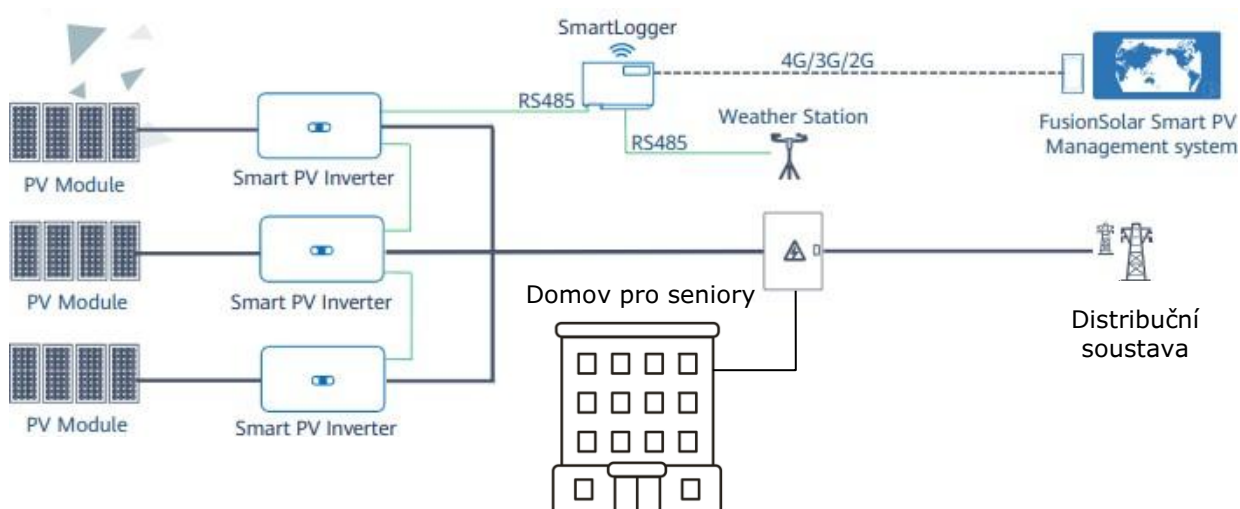 SmartLogger
4G/3G/2G
RS485
Weather Station
FusionSolar Smart PV
Management system
RS485
PV Module
Smart PV Inverter
PV Module
Smart PV Inverter
Domov pro seniory
Distribuční
soustava
PV Module
Smart PV Inverter